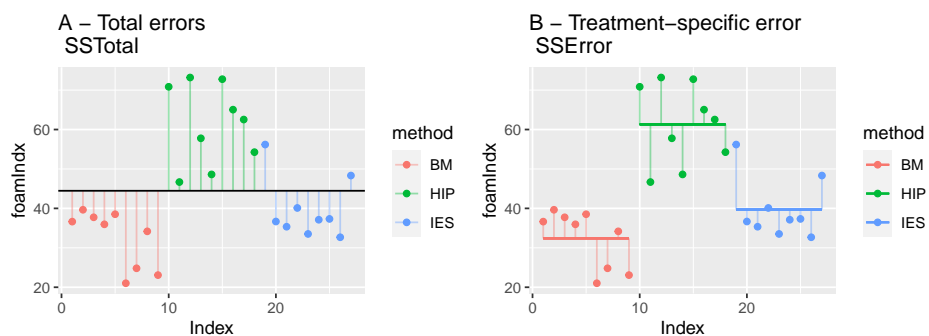 A − Total errors
SSTotal
foamIndx
60
40
20
0
10
20
Index
method
BM
HIP
IES
B − Treatment−specific error
SSError
foamIndx
60
40
20
0
10
20
Index
method
BM
HIP
IES